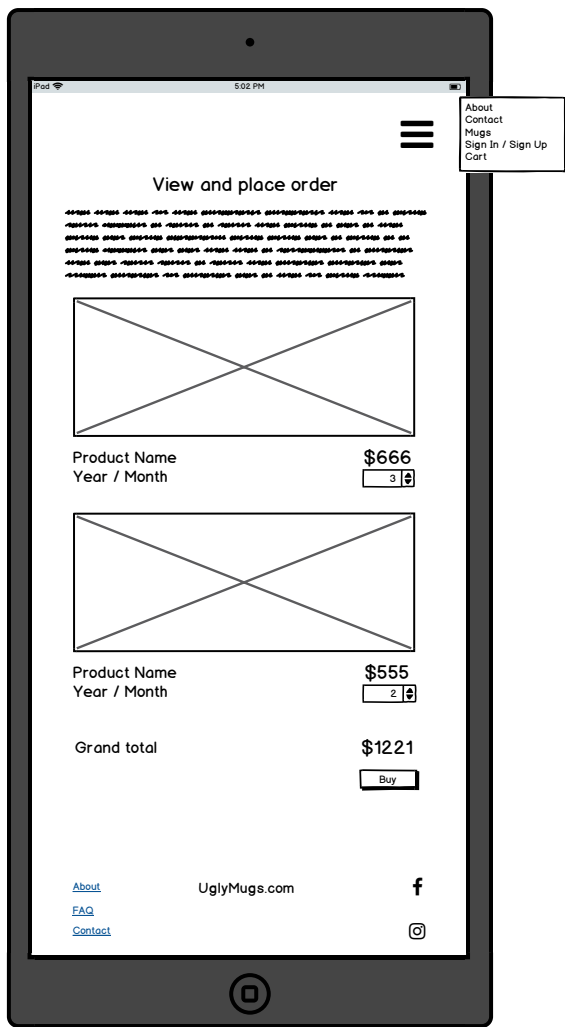 iPad
5:02 PM
About
Contact
Mugs
Sign In / Sign Up
Cart
View and place order
Product Name
$666
Year / Month
3
Product Name
$555
Year / Month
2
Grand total
$1221
Buy
About
UglyMugs.com
FAQ
Contact